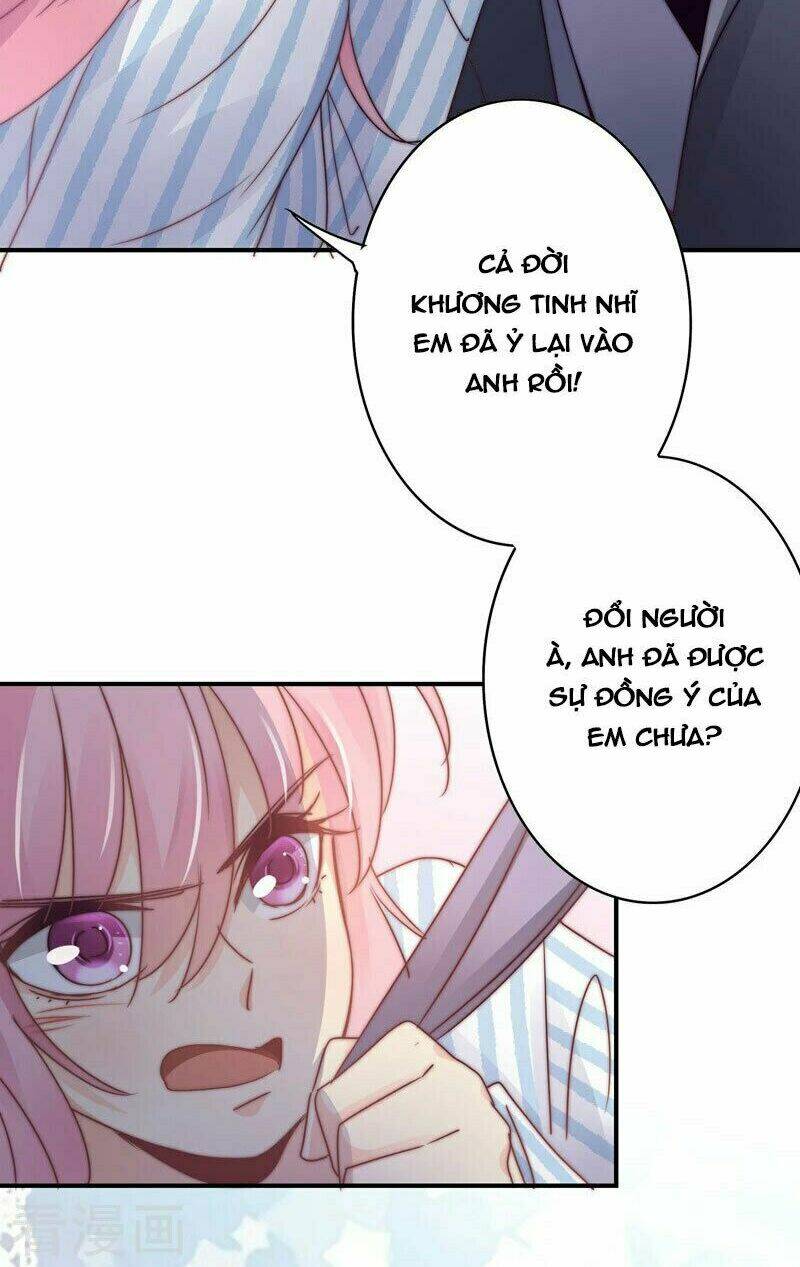 CẢ ĐỜI
KHƯƠNG TINH NHĨ
EM ĐÃ Ỷ LẠI VÀO
ANH RỒI!
ĐỔI NGƯỜI
À, ANH ĐÃ ĐƯỢC
SỰ ĐỒNG Ý CỦA
EM CHƯA?
看漫画